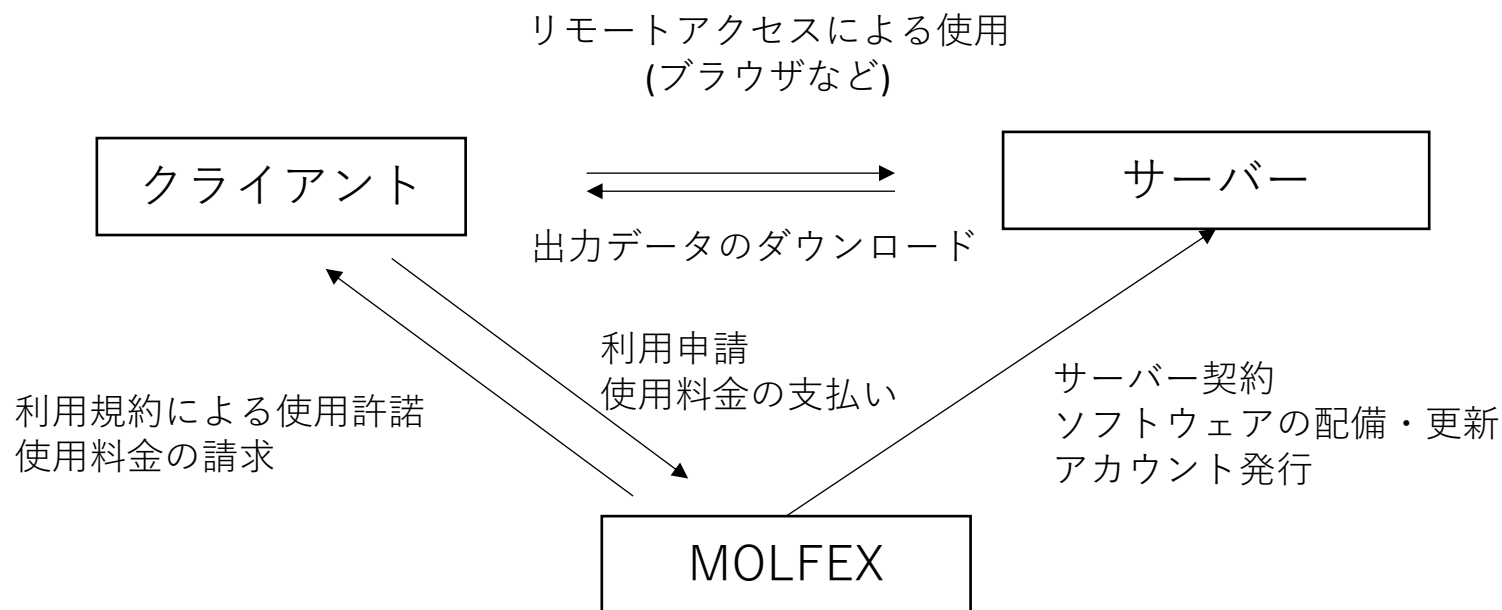 リモートアクセスによる使用
(ブラウザなど)
クライアント
サーバー
出力データのダウンロード
利用申請
使用料金の支払い
利用規約による使用許諾
使用料金の請求
サーバー契約
ソフトウェアの配備・更新
アカウント発行
MOLFEX